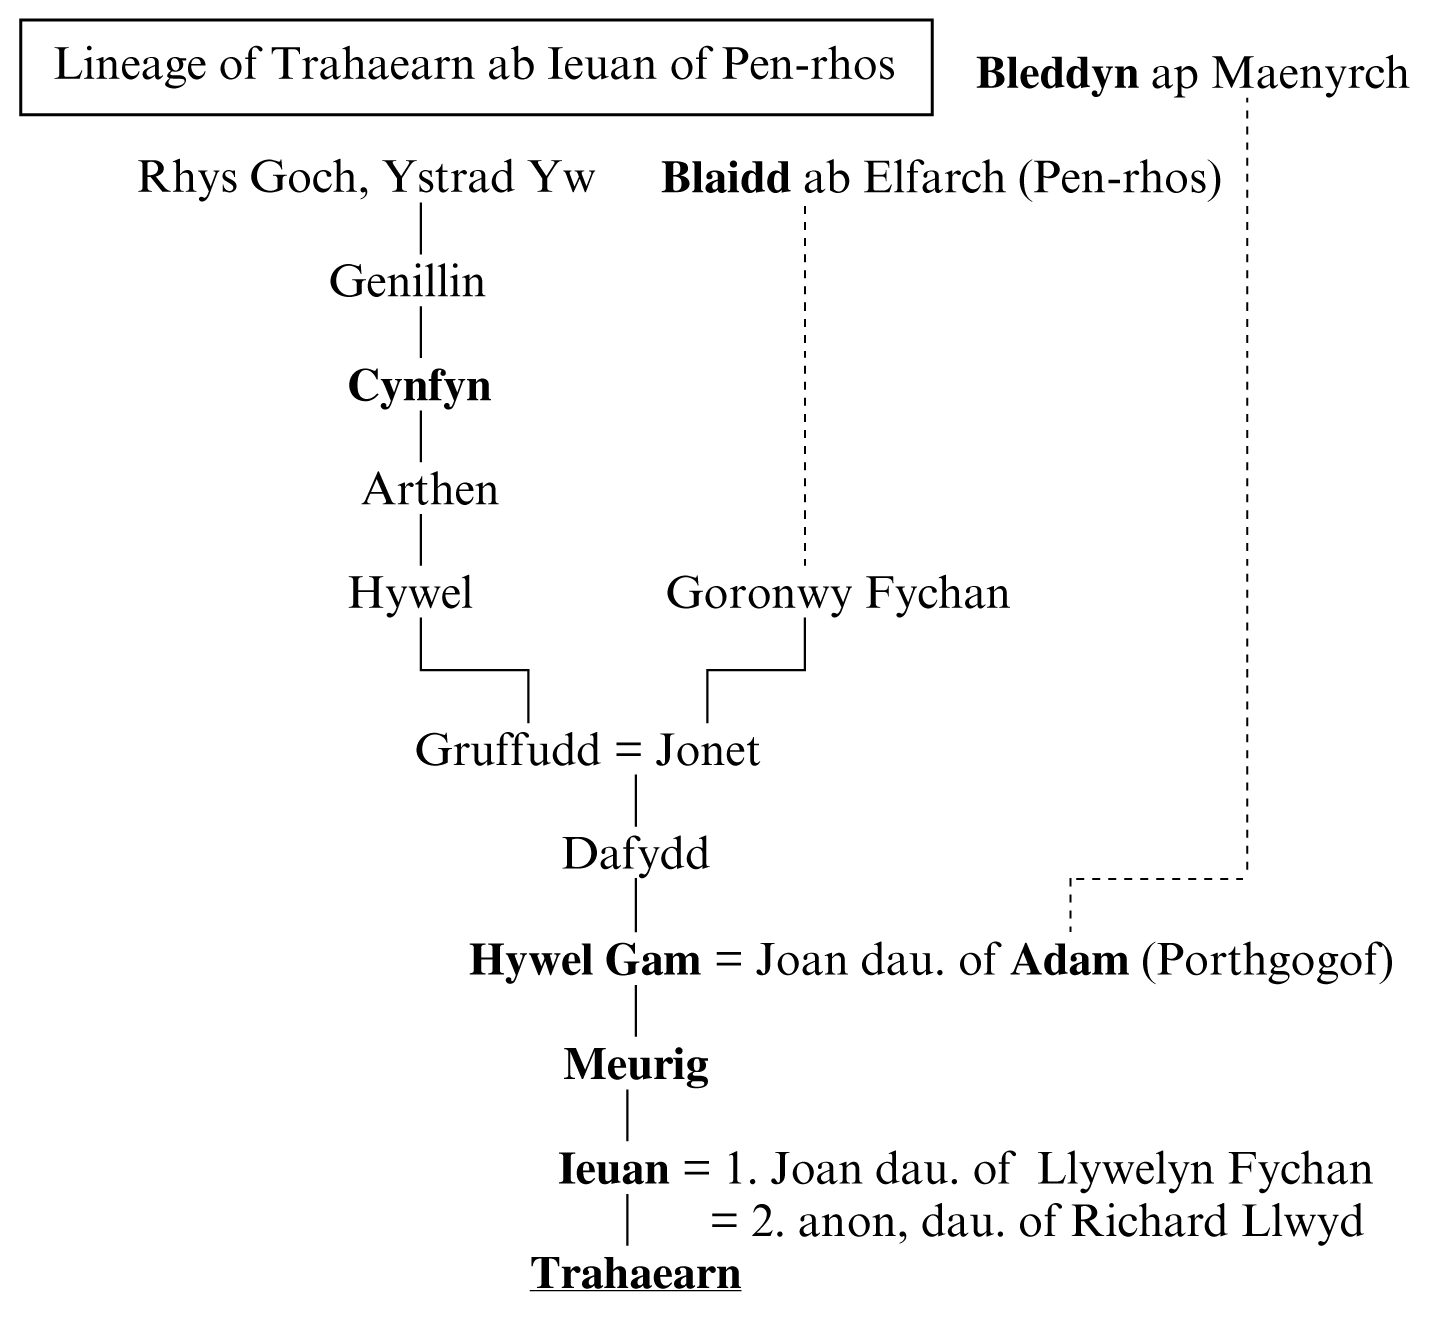 Lineage of Trahaearn ab Ieuan of Pen-rhos
Bleddyn ap Maenyrch
Rhys Goch, Ystrad Yw
Blaidd ab Elfarch (Pen-rhos)
Genillin
Cynfyn
Arthen
Hywel
Goronwy Fychan
Gruffudd = Jonet
Dafydd
Hywel Gam = Joan dau. of Adam (Porthgogof)
Meurig
Ieuan = 1. Joan dau. of Llywelyn Fychan
= 2. anon, dau. of Richard Llwyd
Trahaearn